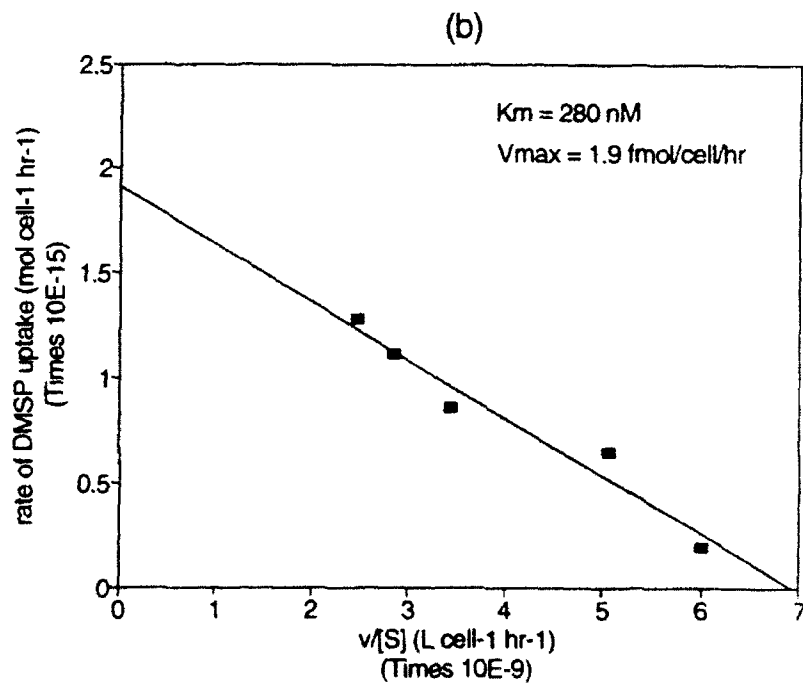 (b)
2.5
Km = 280 nM
Vmax = 1.9 fmol/cell/hr
2
1.5
1
0.5
0
rate of DMSP uptake (mol cell-1 hr-1)
(Times 10E-15)
0 1 2 3 4 5 6 7
v/[S] (L cell-1 hr-1)
(Times 10E-9)